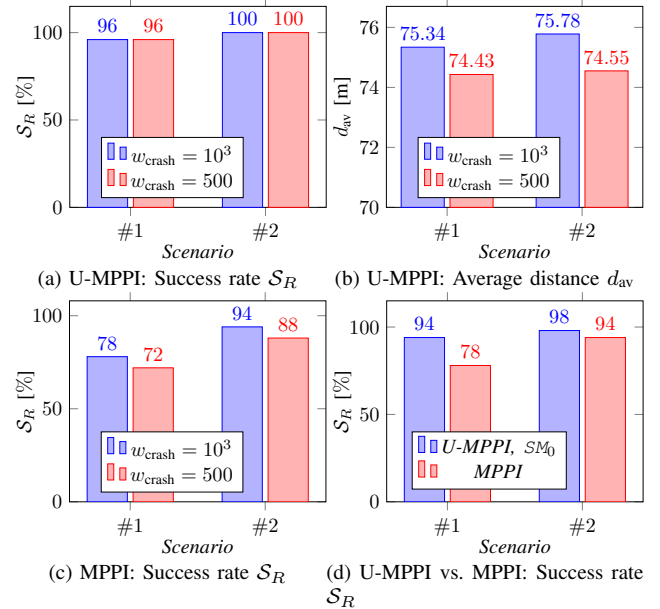 96 96 100 100
100
50
0
S_R [%]
w_crash = 10^3
w_crash = 500
#1 #2
Scenario
(a) U-MPPI: Success rate S_R
75.34 74.43 75.78 74.55
76
74
72
70
d_av [m]
w_crash = 10^3
w_crash = 500
#1 #2
Scenario
(b) U-MPPI: Average distance d_av
78 72 94 88
100
50
0
S_R [%]
w_crash = 10^3
w_crash = 500
#1 #2
Scenario
(c) MPPI: Success rate S_R
94 78 98 94
100
50
0
S_R [%]
U-MPPI, SM_0
MPPI
#1 #2
Scenario
(d) U-MPPI vs. MPPI: Success rate
S_R